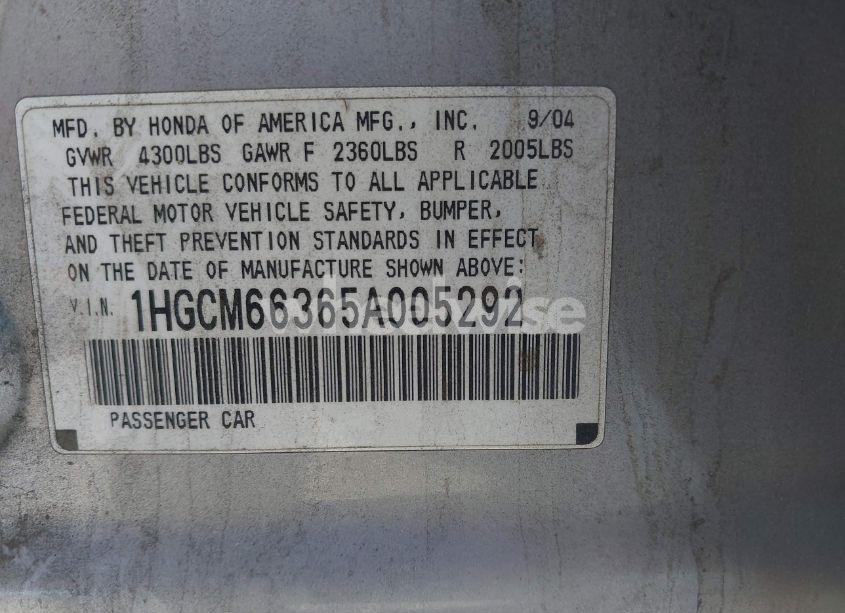 MFD. BY HONDA OF AMERICA MFG., INC. 9/04
GVWR 4300LBS GAWR F 2360LBS R 2005LBS
THIS VEHICLE CONFORMS TO ALL APPLICABLE
FEDERAL MOTOR VEHICLE SAFETY, BUMPER,
AND THEFT PREVENTION STANDARDS IN EFFECT
ON THE DATE OF MANUFACTURE SHOWN ABOVE:
V.I.N. 1HGCM66365A005292
PASSENGER CAR